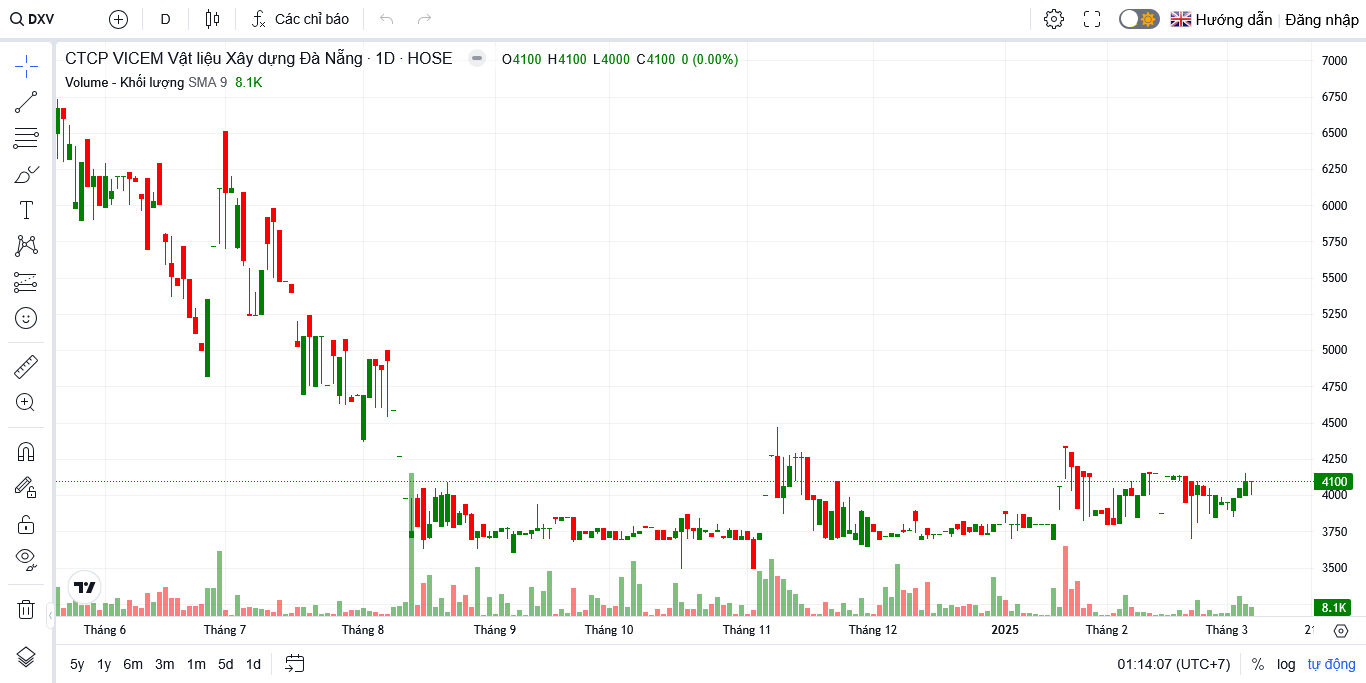 DXV D Các chỉ báo Hướng dẫn Đăng nhập
CTCP VICEM Vật liệu Xây dựng Đà Nẵng · 1D · HOSE O4100 H4100 L4000 C4100 0 (0.00%)
Volume - Khối lượng SMA 9 8.1K
7000
6750
6500
6250
6000
5750
5500
5250
5000
4750
4500
4250
4100
4000
3750
3500
8.1K
Tháng 6 Tháng 7 Tháng 8 Tháng 9 Tháng 10 Tháng 11 Tháng 12 2025 Tháng 2 Tháng 3
5y 1y 6m 3m 1m 5d 1d 01:14:07 (UTC+7) % log tự động